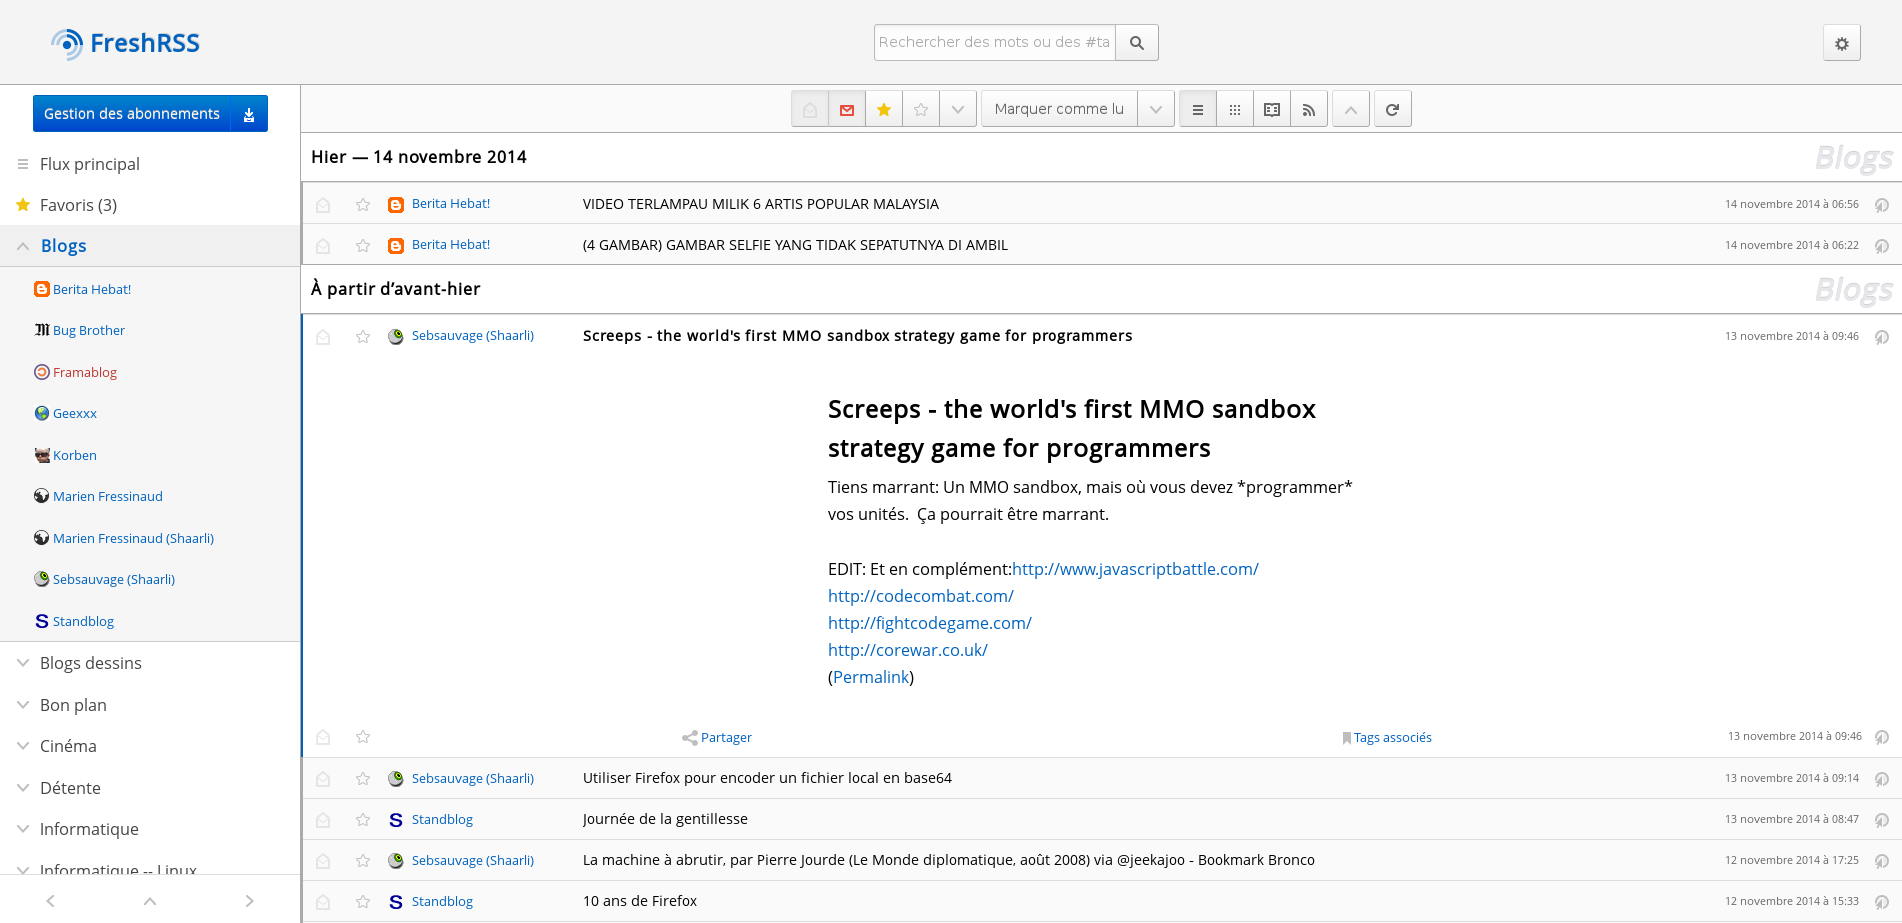 FreshRSS
Rechercher des mots ou des #ta
Gestion des abonnements
Flux principal
Favoris (3)
Blogs
Berita Hebat!
Bug Brother
Framablog
Geexxx
Korben
Marien Fressinaud
Marien Fressinaud (Shaarli)
Sebsauvage (Shaarli)
Standblog
Blogs dessins
Bon plan
Cinéma
Détente
Informatique
Informatique -- Linux
Marquer comme lu
Hier — 14 novembre 2014 Blogs
Berita Hebat! VIDEO TERLAMPAU MILIK 6 ARTIS POPULAR MALAYSIA 14 novembre 2014 à 06:56
Berita Hebat! (4 GAMBAR) GAMBAR SELFIE YANG TIDAK SEPATUTNYA DI AMBIL 14 novembre 2014 à 06:22
À partir d’avant-hier Blogs
Sebsauvage (Shaarli) Screeps - the world's first MMO sandbox strategy game for programmers 13 novembre 2014 à 09:46
Screeps - the world's first MMO sandbox
strategy game for programmers
Tiens marrant: Un MMO sandbox, mais où vous devez *programmer*
vos unités.  Ça pourrait être marrant.
EDIT: Et en complément:http://www.javascriptbattle.com/
http://codecombat.com/
http://fightcodegame.com/
http://corewar.co.uk/
(Permalink)
Partager Tags associés 13 novembre 2014 à 09:46
Sebsauvage (Shaarli) Utiliser Firefox pour encoder un fichier local en base64 13 novembre 2014 à 09:14
Standblog Journée de la gentillesse 13 novembre 2014 à 08:47
Sebsauvage (Shaarli) La machine à abrutir, par Pierre Jourde (Le Monde diplomatique, août 2008) via @jeekajoo - Bookmark Bronco 12 novembre 2014 à 17:25
Standblog 10 ans de Firefox 12 novembre 2014 à 15:33